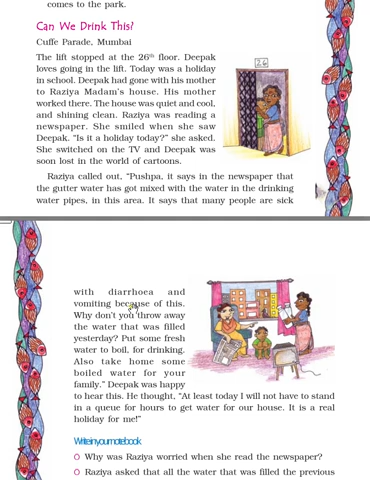 comes to the park.
Can We Drink This?
Cuffe Parade, Mumbai
The lift stopped at the 26th floor. Deepak
loves going in the lift. Today was a holiday
in school. Deepak had gone with his mother
to Raziya Madam's house. His mother
worked there. The house was quiet and cool,
and shining clean. Raziya was reading a
newspaper. She smiled when she saw
Deepak. "Is it a holiday today?" she asked.
She switched on the TV and Deepak was
soon lost in the world of cartoons.
26
Raziya called out, "Pushpa, it says in the newspaper that
the gutter water has got mixed with the water in the drinking
water pipes, in this area. It says that many people are sick
with diarrhoea and
vomiting because of this.
Why don't you throw away
the water that was filled
yesterday? Put some fresh
water to boil, for drinking.
Also take home some
boiled water for your
family." Deepak was happy
to hear this. He thought, "At least today I will not have to stand
in a queue for hours to get water for our house. It is a real
holiday for me!"
Write in your notebook
O Why was Raziya worried when she read the newspaper?
O Raziya asked that all the water that was filled the previous